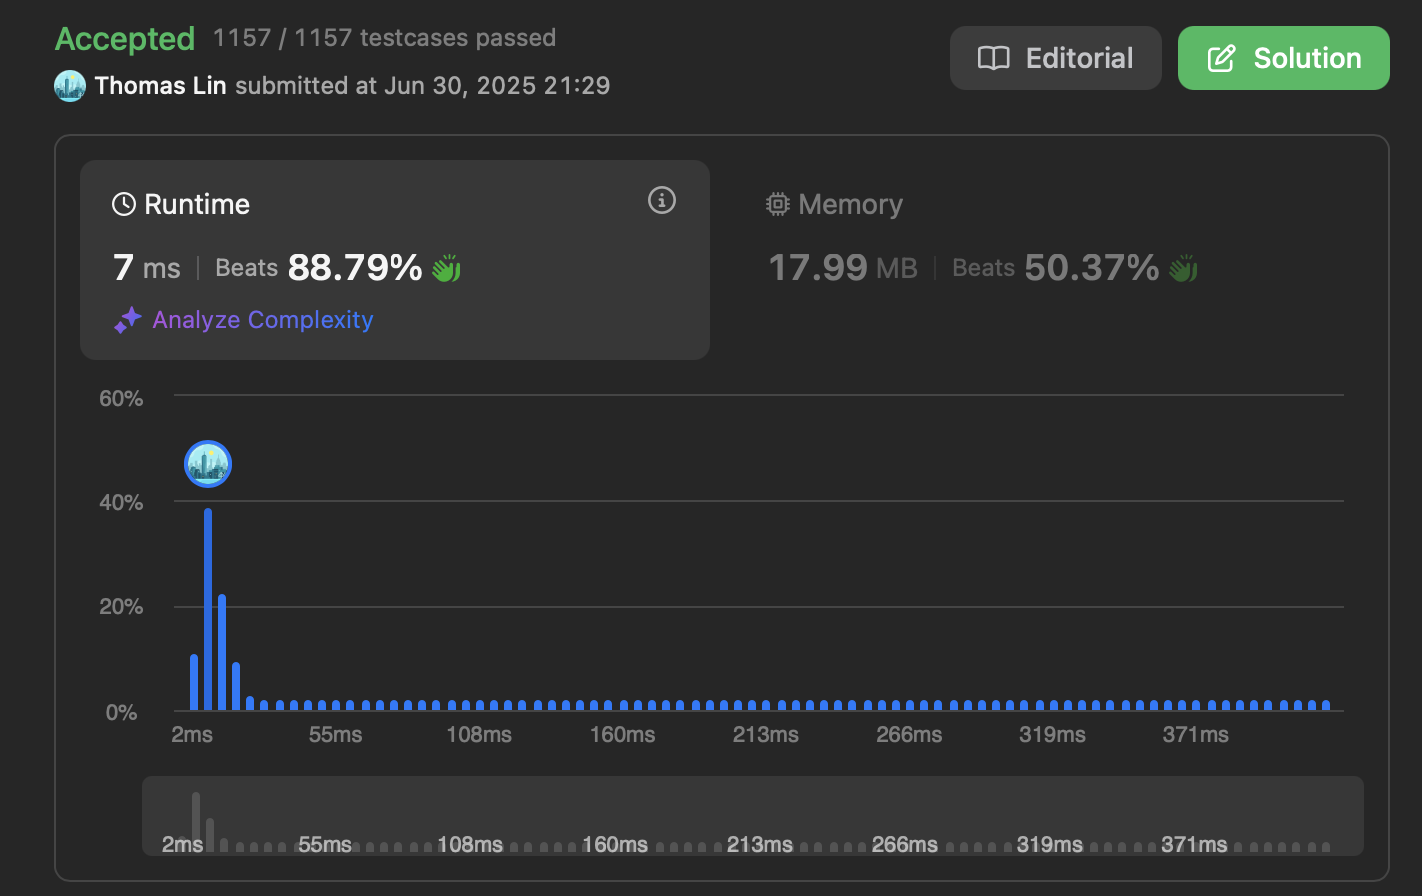 Accepted 1157 / 1157 testcases passed
Thomas Lin submitted at Jun 30, 2025 21:29
Editorial
Solution
Runtime
7 ms | Beats 88.79%
Analyze Complexity
Memory
17.99 MB | Beats 50.37%
60%
40%
20%
0%
2ms 55ms 108ms 160ms 213ms 266ms 319ms 371ms
2ms 55ms 108ms 160ms 213ms 266ms 319ms 371ms